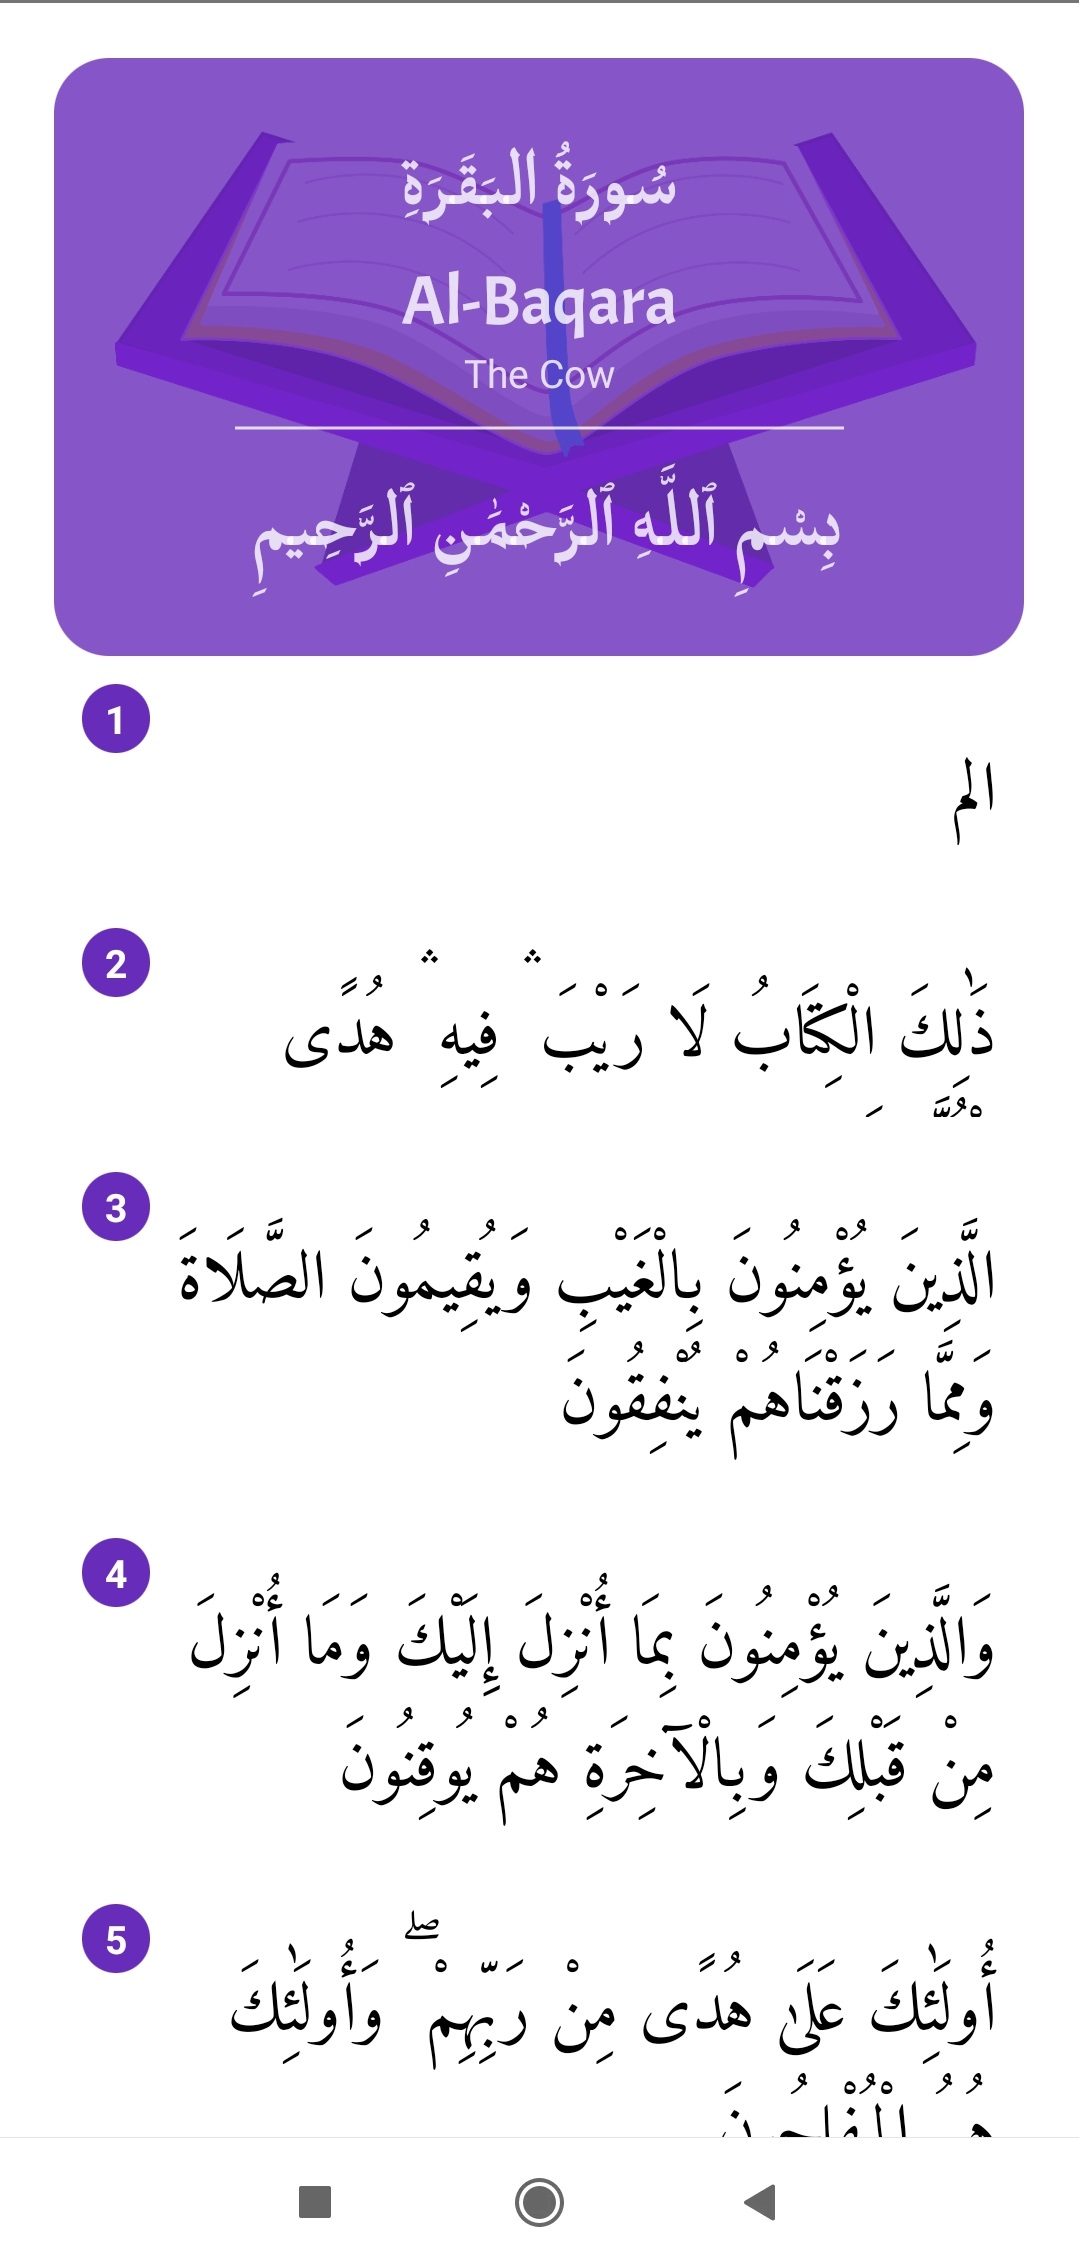 سُورَةُ البَقَرَةِ
Al-Baqara
The Cow
بِسْمِ ٱللَّهِ ٱلرَّحْمَٰنِ ٱلرَّحِيمِ
1
الم
2
ذَٰلِكَ الْكِتَابُ لَا رَيْبَ ۛ فِيهِ ۛ هُدًى
3
الَّذِينَ يُؤْمِنُونَ بِالْغَيْبِ وَيُقِيمُونَ الصَّلَاةَ
وَمِمَّا رَزَقْنَاهُمْ يُنْفِقُونَ
4
وَالَّذِينَ يُؤْمِنُونَ بِمَا أُنْزِلَ إِلَيْكَ وَمَا أُنْزِلَ
مِنْ قَبْلِكَ وَبِالْآخِرَةِ هُمْ يُوقِنُونَ
5
أُولَٰئِكَ عَلَىٰ هُدًى مِنْ رَبِّهِمْ ۖ وَأُولَٰئِكَ
هُمُ الْمُفْلِحُونَ